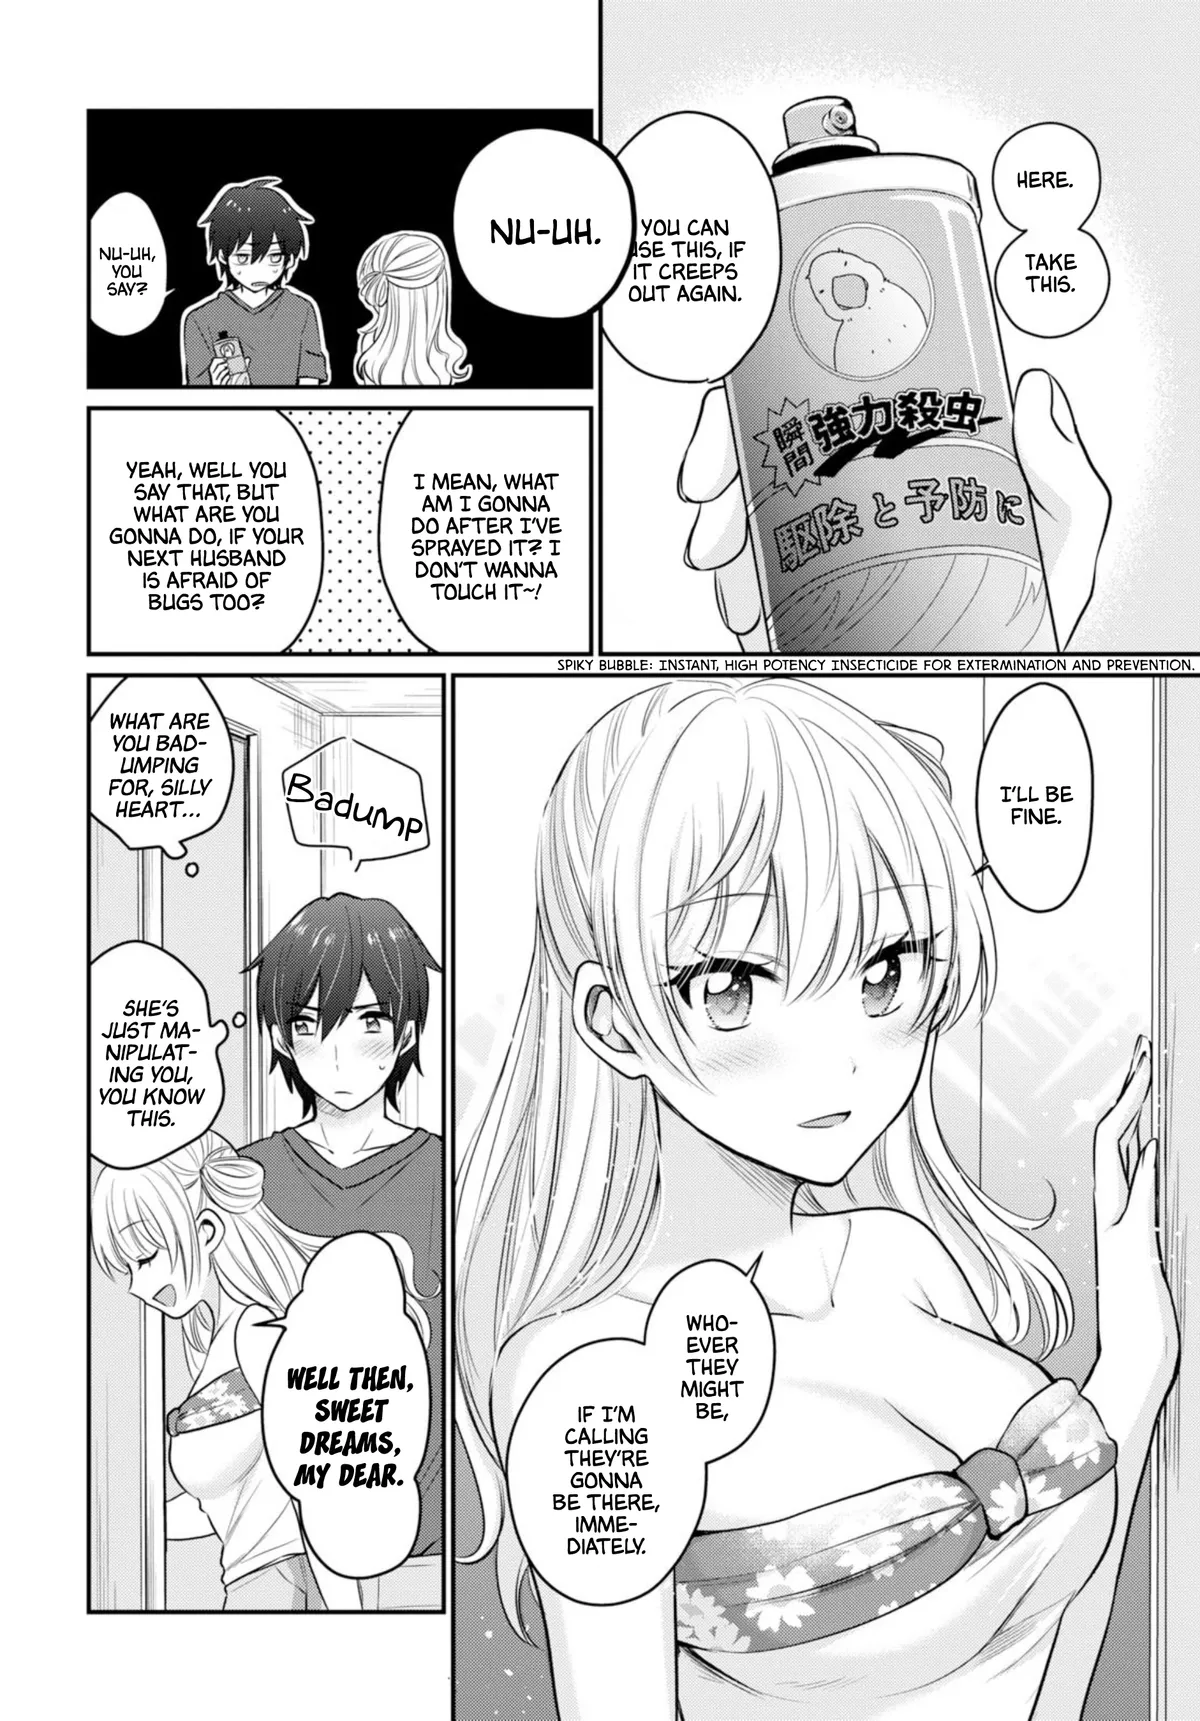 HERE.
TAKE
THIS.
YOU CAN
USE THIS, IF
IT CREEPS
OUT AGAIN.
瞬間
強力殺虫
駆除と予防に
NU-UH.
NU-UH,
YOU
SAY?
I MEAN, WHAT
AM I GONNA
DO AFTER I'VE
SPRAYED IT? I
DON'T WANNA
TOUCH IT~!
YEAH, WELL YOU
SAY THAT, BUT
WHAT ARE YOU
GONNA DO, IF YOUR
NEXT HUSBAND
IS AFRAID OF
BUGS TOO?
SPIKY BUBBLE: INSTANT, HIGH POTENCY INSECTICIDE FOR EXTERMINATION AND PREVENTION.
I'LL BE
FINE.
WHO-
EVER THEY
MIGHT
BE,
IF I'M
CALLING
THEY'RE
GONNA
BE THERE,
IMME-
DIATELY.
Badump
WHAT ARE
YOU BAD-
UMPING
FOR, SILLY
HEART...
SHE'S
JUST MA-
NIPULAT-
ING YOU,
YOU KNOW
THIS.
WELL THEN,
SWEET
DREAMS,
MY DEAR.